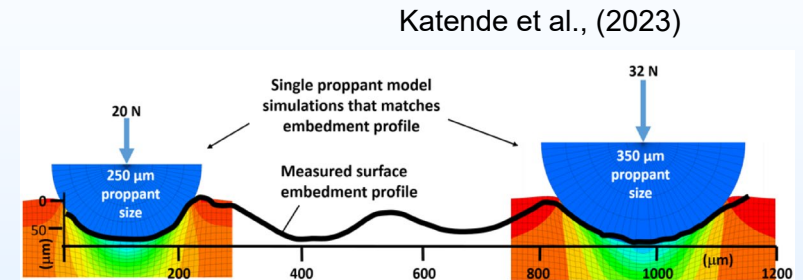 Katende et al., (2023)
20 N
Single proppant model
simulations that matches
embedment profile
32 N
250 µm
proppant
size
Measured surface
embedment profile
350 µm
proppant
size
0
50
(µm)
200
400
600
800
1000
(µm)
1200